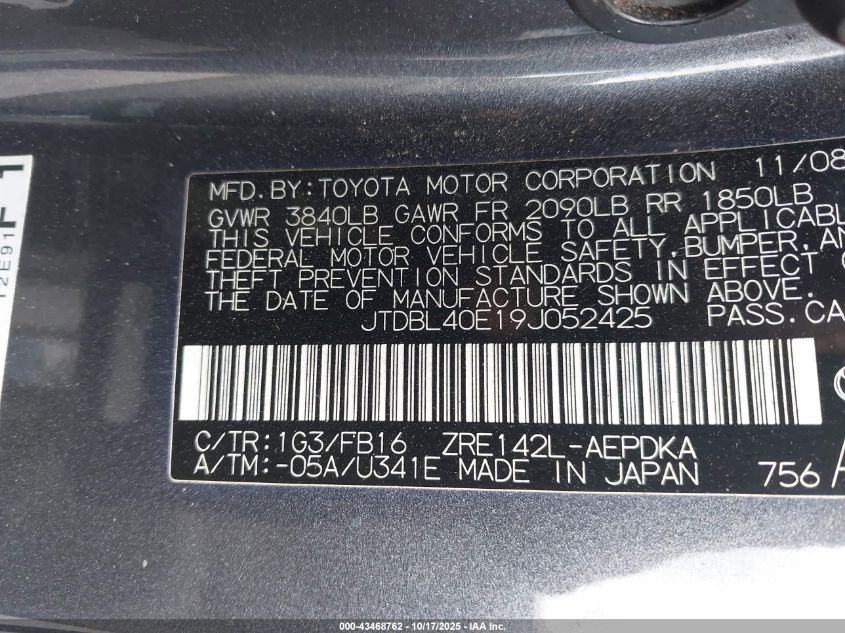 MFD. BY: TOYOTA MOTOR CORPORATION 11/08
GVWR 3840LB GAWR FR 2090LB RR 1850LB
THIS VEHICLE CONFORMS TO ALL APPLICABL
FEDERAL MOTOR VEHICLE SAFETY, BUMPER, AN
THEFT PREVENTION STANDARDS IN EFFECT
THE DATE OF MANUFACTURE SHOWN ABOVE.
JTDBL40E19J052425 PASS. CA
C/TR: 1G3/FB16 ZRE142L-AEPDKA
A/TM: -05A/U341E MADE IN JAPAN 756 A
12E91 F 1
000-43468762 | 10/17/2025 | IAA Inc.